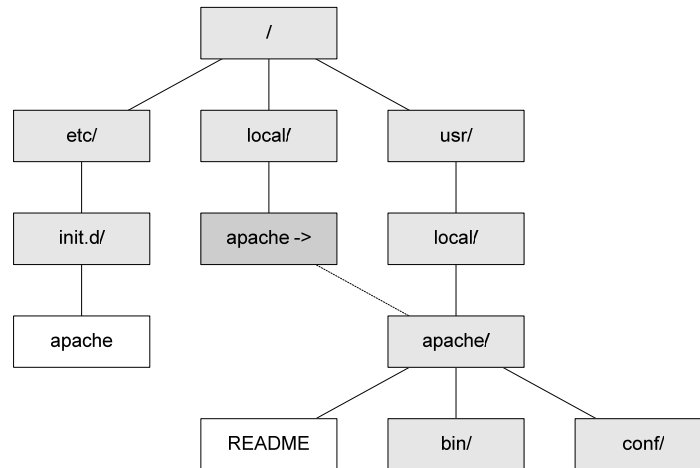 /
etc/
local/
usr/
init.d/
apache ->
local/
apache
apache/
README
bin/
conf/